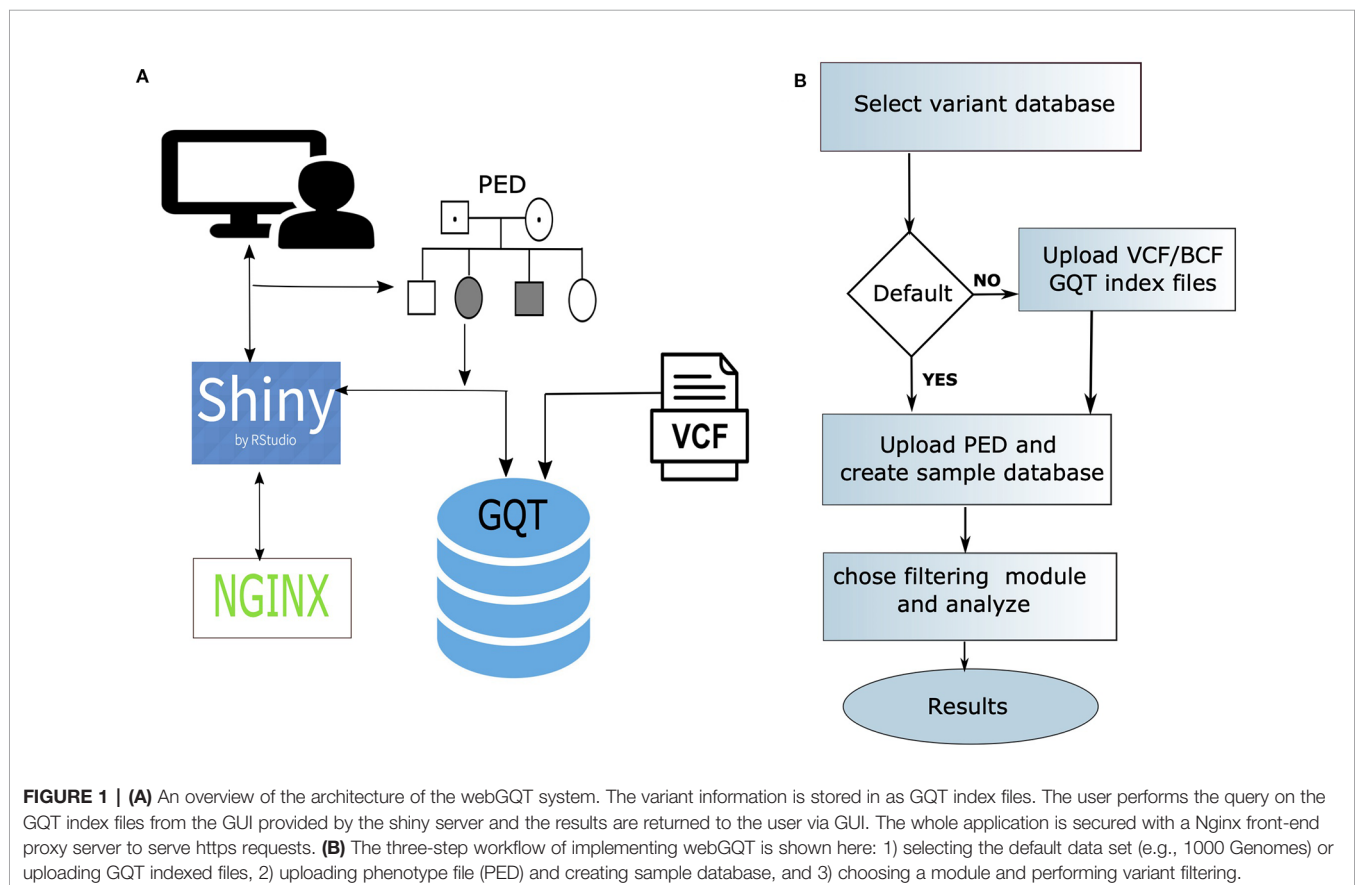 A
PED
Shiny
by RStudio
VCF
GQT
NGINX
B
Select variant database
Default
NO
Upload VCF/BCF
GQT index files
YES
Upload PED and
create sample database
chose filtering module
and analyze
Results
FIGURE 1 | (A) An overview of the architecture of the webGQT system. The variant information is stored in as GQT index files. The user performs the query on the
GQT index files from the GUI provided by the shiny server and the results are returned to the user via GUI. The whole application is secured with a Nginx front-end
proxy server to serve https requests. (B) The three-step workflow of implementing webGQT is shown here: 1) selecting the default data set (e.g., 1000 Genomes) or
uploading GQT indexed files, 2) uploading phenotype file (PED) and creating sample database, and 3) choosing a module and performing variant filtering.